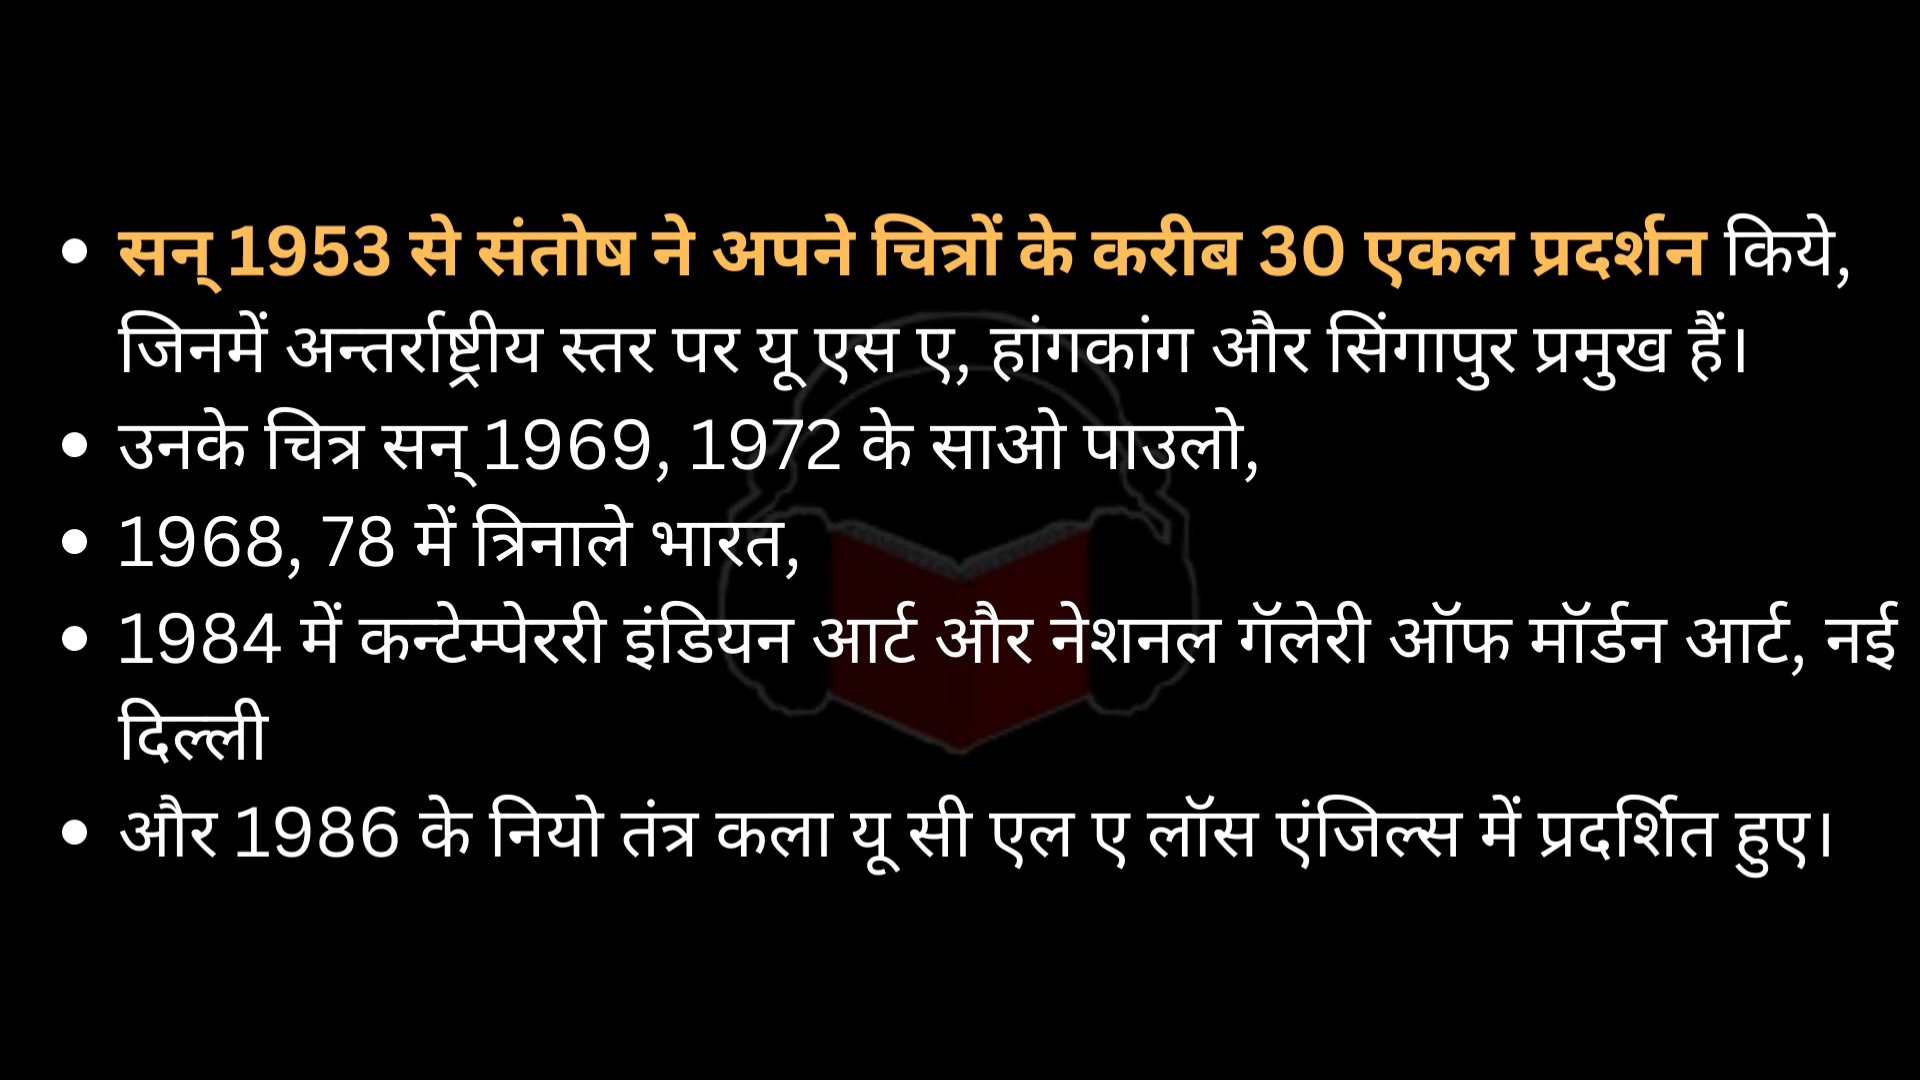 • सन् 1953 से संतोष ने अपने चित्रों के करीब 30 एकल प्रदर्शन किये,
जिनमें अन्तर्राष्ट्रीय स्तर पर यू एस ए, हांगकांग और सिंगापुर प्रमुख हैं।
• उनके चित्र सन् 1969, 1972 के साओ पाउलो,
• 1968, 78 में त्रिनाले भारत,
• 1984 में कन्टेम्पेररी इंडियन आर्ट और नेशनल गॅलेरी ऑफ मॉर्डन आर्ट, नई
दिल्ली
• और 1986 के नियो तंत्र कला यू सी एल ए लॉस एंजिल्स में प्रदर्शित हुए।